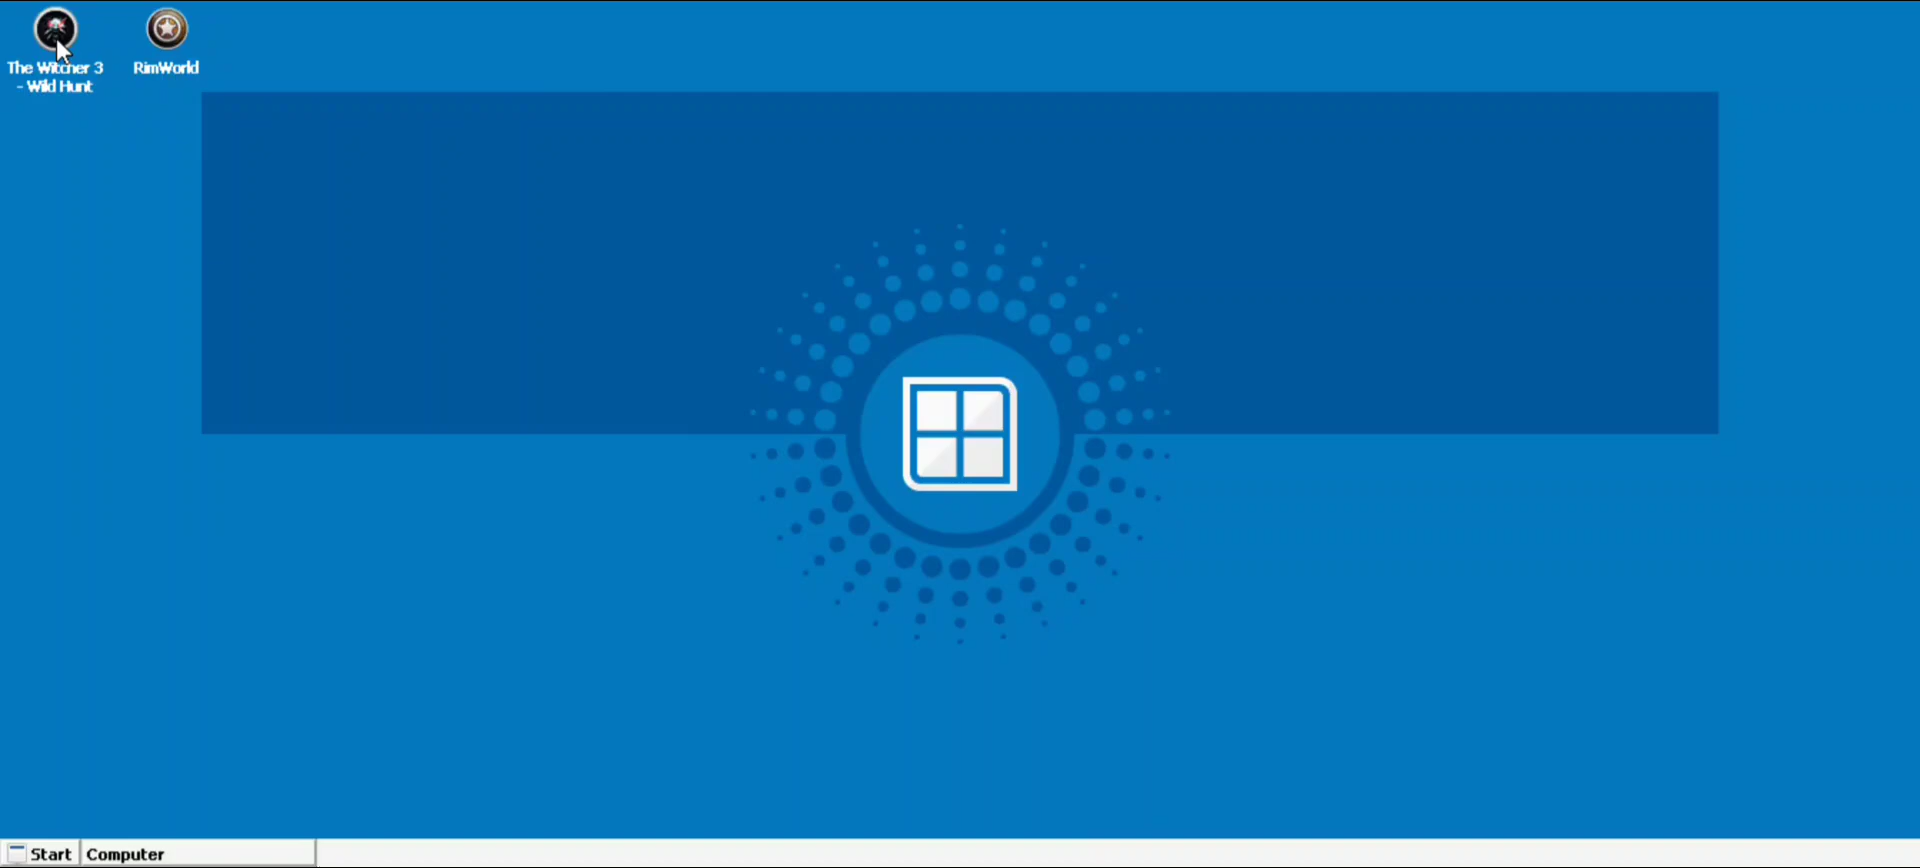 The Witcher 3
- Wild Hunt
RimWorld
Start
Computer